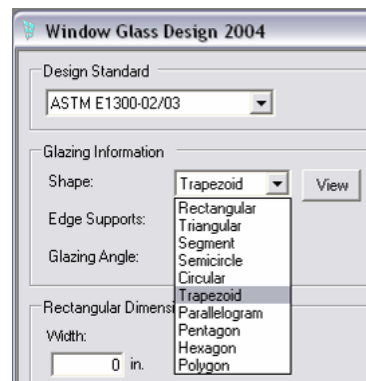 Window Glass Design 2004
Design Standard
ASTM E1300-02/03
Glazing Information
Shape: Trapezoid View
Rectangular
Edge Supports: Triangular
Segment
Glazing Angle: Semicircle
Circular
Trapezoid
Rectangular Parallelogram
Width: Pentagon
Hexagon
0 in. Polygon